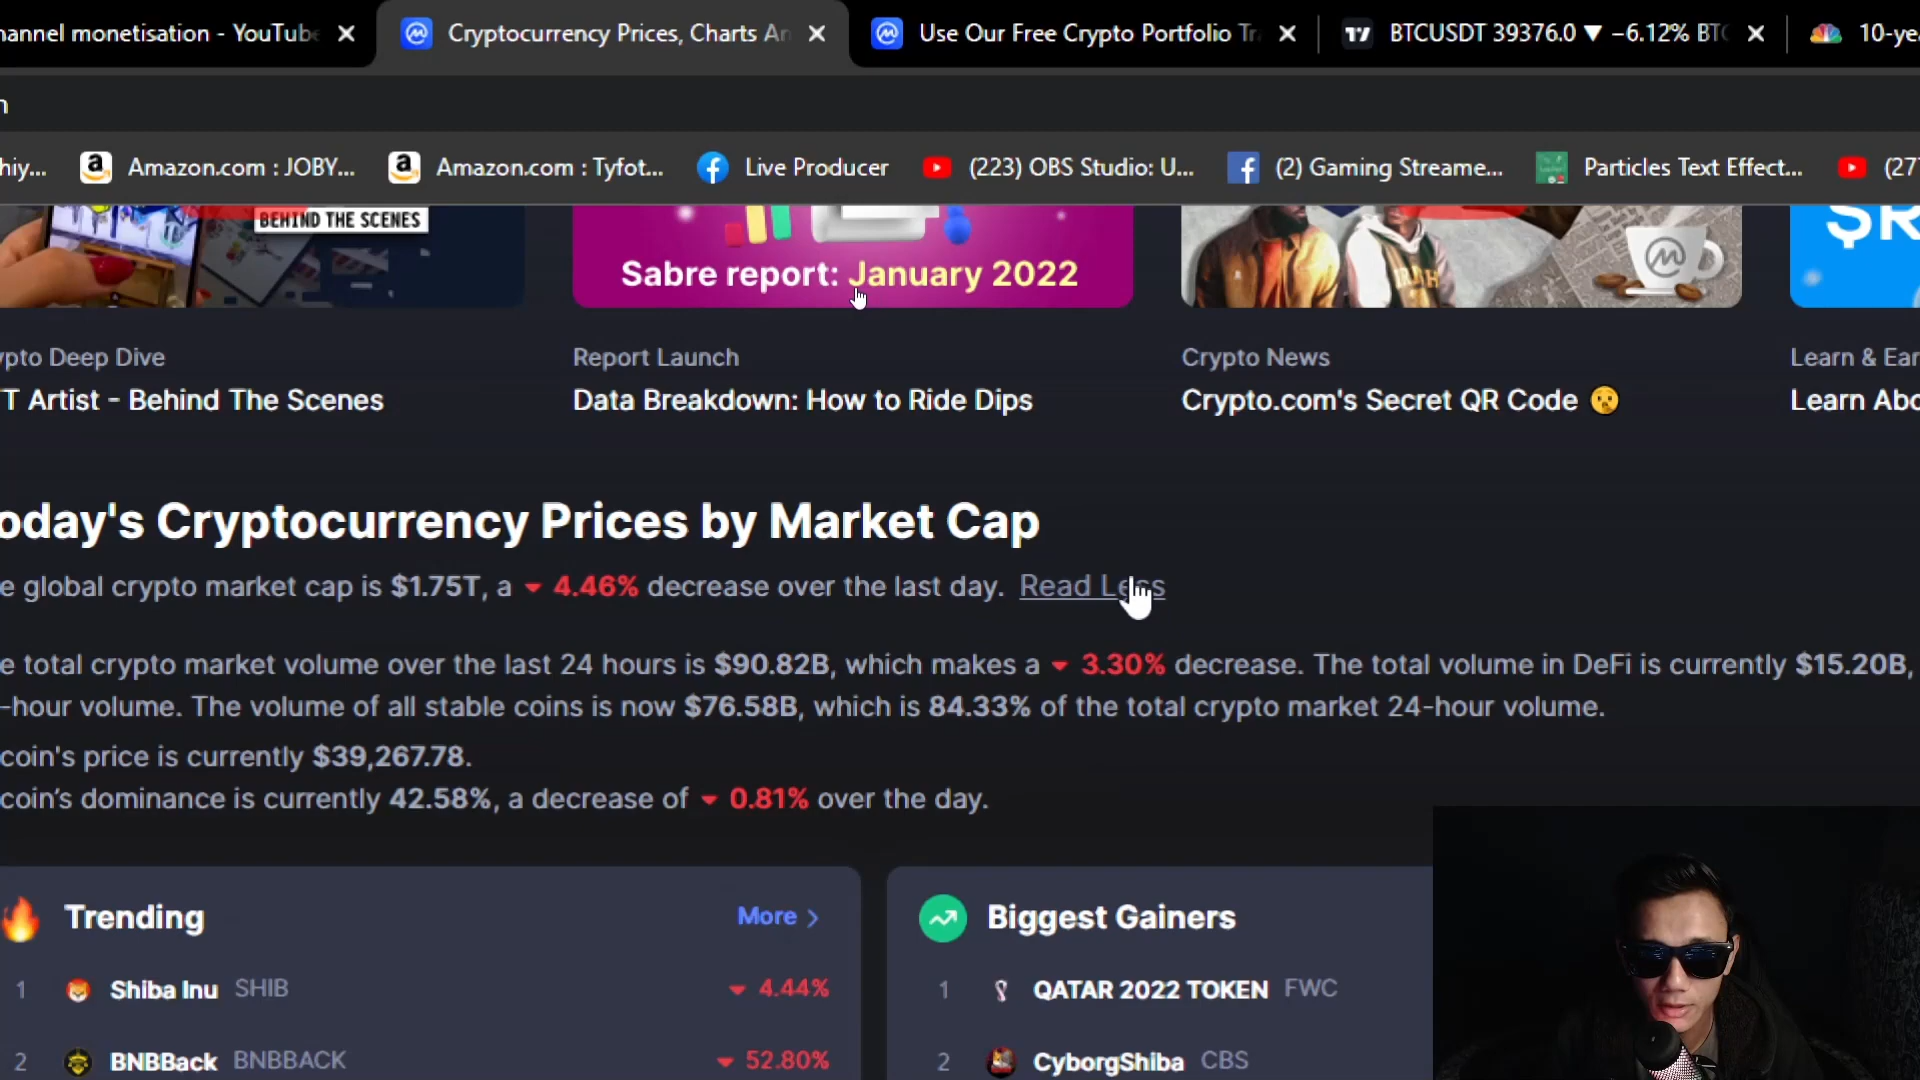 hannel monetisation - YouTube
Cryptocurrency Prices, Charts An
Use Our Free Crypto Portfolio Tr
BTCUSDT 39376.0 ▼ −6.12% BTC
10-ye
n
hiy...
Amazon.com : JOBY...
Amazon.com : Tyfot...
Live Producer
(223) OBS Studio: U...
(2) Gaming Streame...
Particles Text Effect...
(27
BEHIND THE SCENES
Sabre report: January 2022
$R
ypto Deep Dive
T Artist - Behind The Scenes
Report Launch
Data Breakdown: How to Ride Dips
Crypto News
Crypto.com's Secret QR Code 🤫
Learn & Ear
Learn Abo
oday's Cryptocurrency Prices by Market Cap
e global crypto market cap is $1.75T, a ▼ 4.46% decrease over the last day. Read Less
e total crypto market volume over the last 24 hours is $90.82B, which makes a ▼ 3.30% decrease. The total volume in DeFi is currently $15.20B,
-hour volume. The volume of all stable coins is now $76.58B, which is 84.33% of the total crypto market 24-hour volume.
coin's price is currently $39,267.78.
coin's dominance is currently 42.58%, a decrease of ▼ 0.81% over the day.
Trending
More >
1 Shiba Inu SHIB ▼ 4.44%
2 BNBBack BNBBACK ▼ 52.80%
Biggest Gainers
1 QATAR 2022 TOKEN FWC
2 CyborgShiba CBS